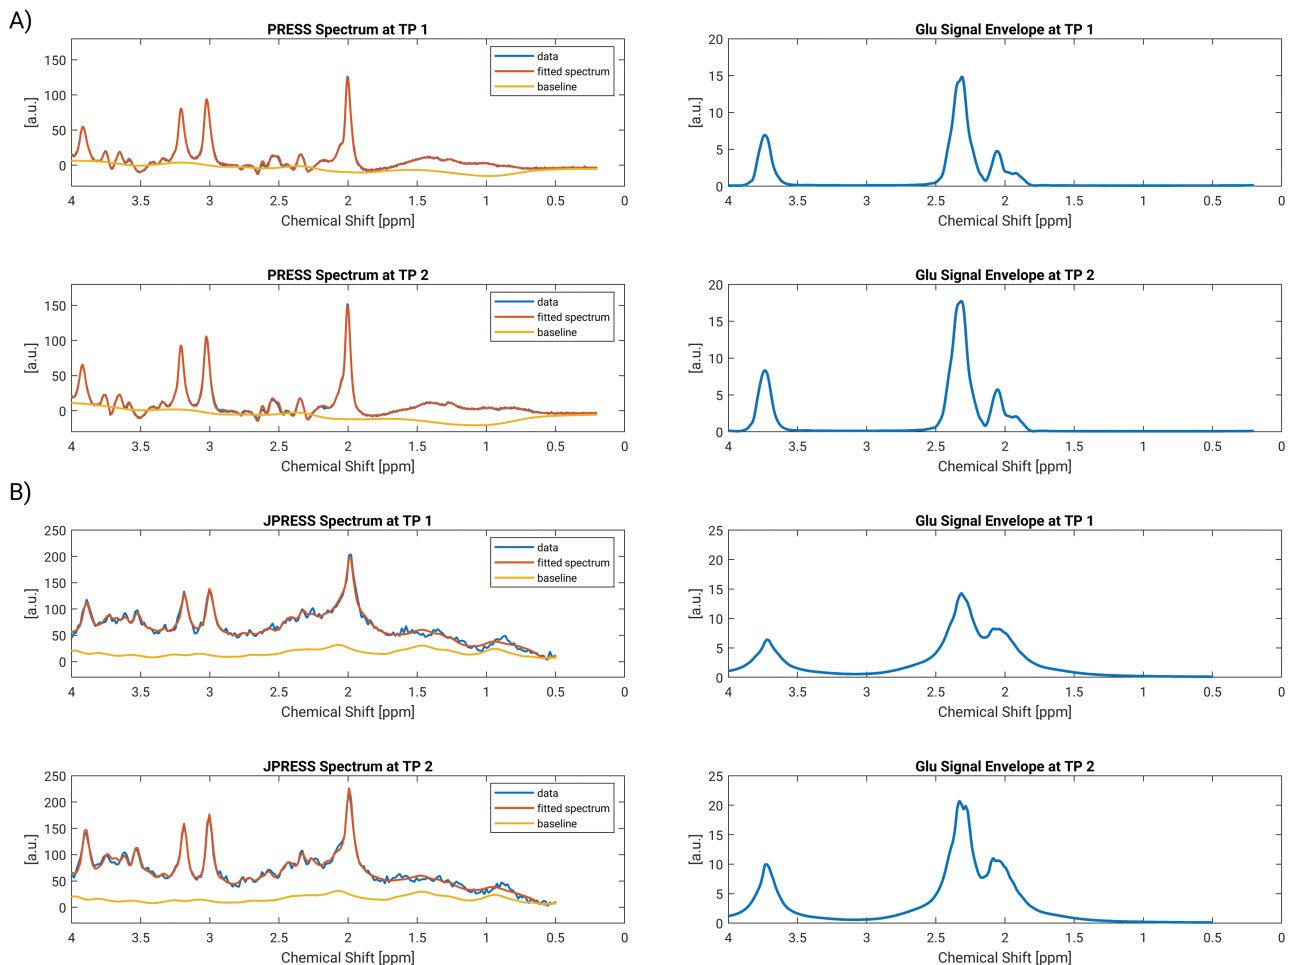 A)
PRESS Spectrum at TP 1
150
100
50
0
[a.u.]
data
fitted spectrum
baseline
4 3.5 3 2.5 2 1.5 1 0.5 0
Chemical Shift [ppm]
Glu Signal Envelope at TP 1
20
15
10
5
0
[a.u.]
4 3.5 3 2.5 2 1.5 1 0.5 0
Chemical Shift [ppm]
PRESS Spectrum at TP 2
150
100
50
0
[a.u.]
data
fitted spectrum
baseline
4 3.5 3 2.5 2 1.5 1 0.5 0
Chemical Shift [ppm]
Glu Signal Envelope at TP 2
20
15
10
5
0
[a.u.]
4 3.5 3 2.5 2 1.5 1 0.5 0
Chemical Shift [ppm]
B)
JPRESS Spectrum at TP 1
250
200
150
100
50
0
[a.u.]
data
fitted spectrum
baseline
4 3.5 3 2.5 2 1.5 1 0.5 0
Chemical Shift [ppm]
Glu Signal Envelope at TP 1
25
20
15
10
5
0
[a.u.]
4 3.5 3 2.5 2 1.5 1 0.5 0
Chemical Shift [ppm]
JPRESS Spectrum at TP 2
250
200
150
100
50
0
[a.u.]
data
fitted spectrum
baseline
4 3.5 3 2.5 2 1.5 1 0.5 0
Chemical Shift [ppm]
Glu Signal Envelope at TP 2
25
20
15
10
5
0
[a.u.]
4 3.5 3 2.5 2 1.5 1 0.5 0
Chemical Shift [ppm]